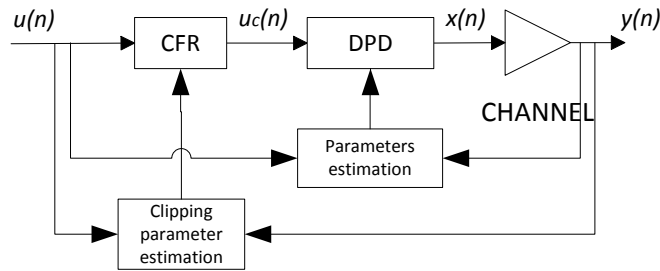 u(n)
CFR
uc(n)
DPD
x(n)
y(n)
CHANNEL
Parameters
estimation
Clipping
parameter
estimation